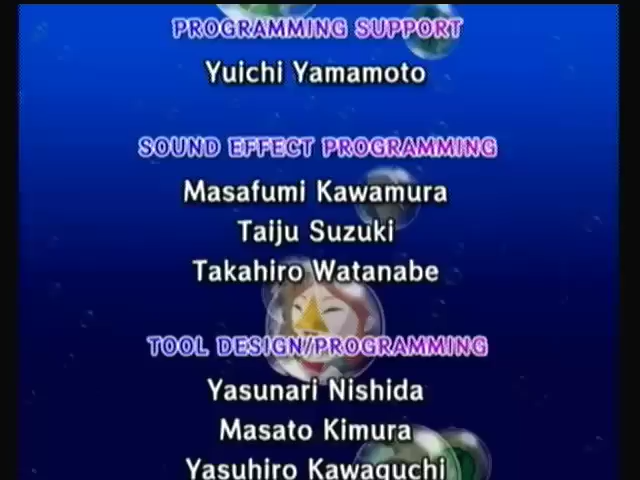 PROGRAMMING SUPPORT
Yuichi Yamamoto
SOUND EFFECT PROGRAMMING
Masafumi Kawamura
Taiju Suzuki
Takahiro Watanabe
TOOL DESIGN/PROGRAMMING
Yasunari Nishida
Masato Kimura
Yasuhiro Kawaguchi